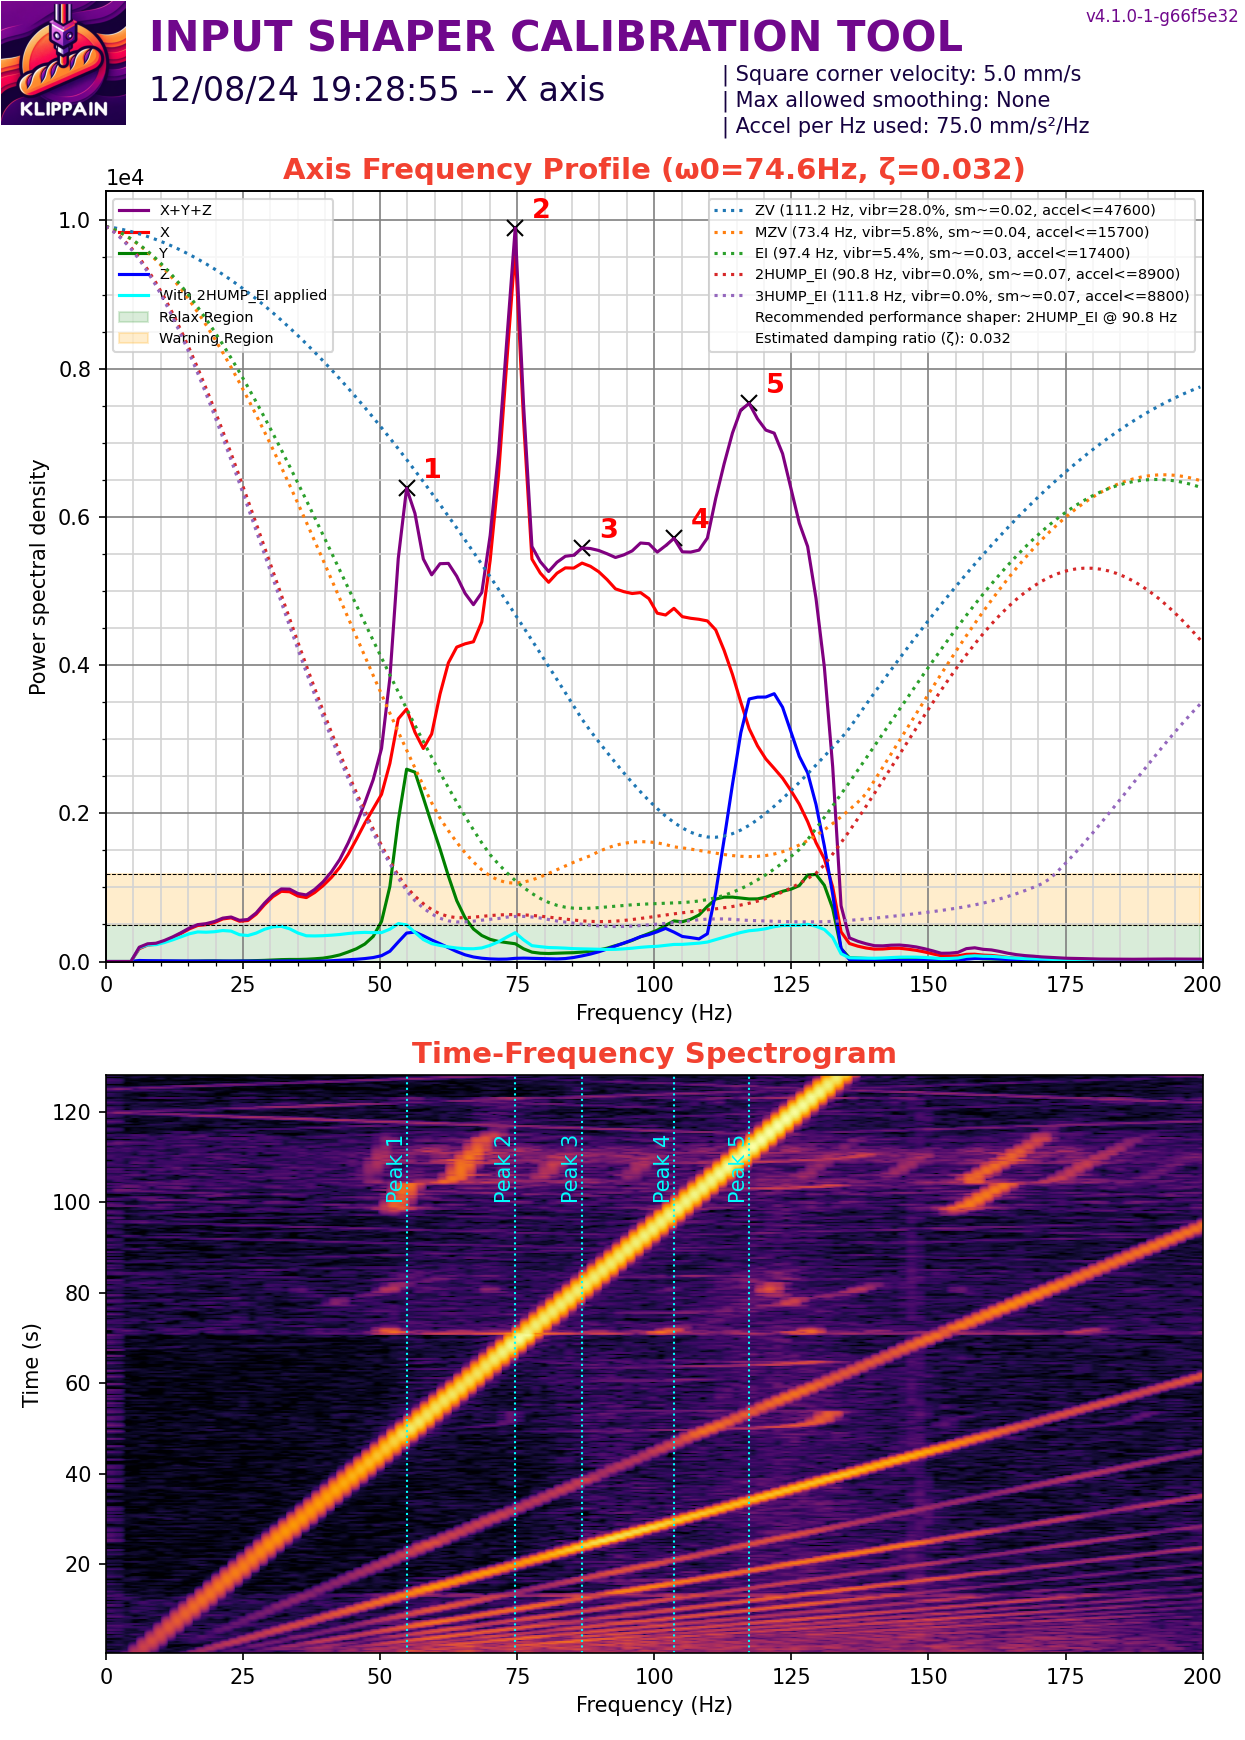 v4.1.0-1-g66f5e32
INPUT SHAPER CALIBRATION TOOL
12/08/24 19:28:55 -- X axis
| Square corner velocity: 5.0 mm/s
| Max allowed smoothing: None
| Accel per Hz used: 75.0 mm/s²/Hz
KLIPPAIN
Axis Frequency Profile (ω0=74.6Hz, ζ=0.032)
1e4
X+Y+Z
X
Y
Z
With 2HUMP_EI applied
Relax Region
Warning Region
ZV (111.2 Hz, vibr=28.0%, sm~=0.02, accel<=47600)
MZV (73.4 Hz, vibr=5.8%, sm~=0.04, accel<=15700)
EI (97.4 Hz, vibr=5.4%, sm~=0.03, accel<=17400)
2HUMP_EI (90.8 Hz, vibr=0.0%, sm~=0.07, accel<=8900)
3HUMP_EI (111.8 Hz, vibr=0.0%, sm~=0.07, accel<=8800)
Recommended performance shaper: 2HUMP_EI @ 90.8 Hz
Estimated damping ratio (ζ): 0.032
1
2
3
4
5
Power spectral density
1.0
0.8
0.6
0.4
0.2
0.0
0 25 50 75 100 125 150 175 200
Frequency (Hz)
Time-Frequency Spectrogram
Time (s)
120
100
80
60
40
20
Peak 1
Peak 2
Peak 3
Peak 4
Peak 5
0 25 50 75 100 125 150 175 200
Frequency (Hz)